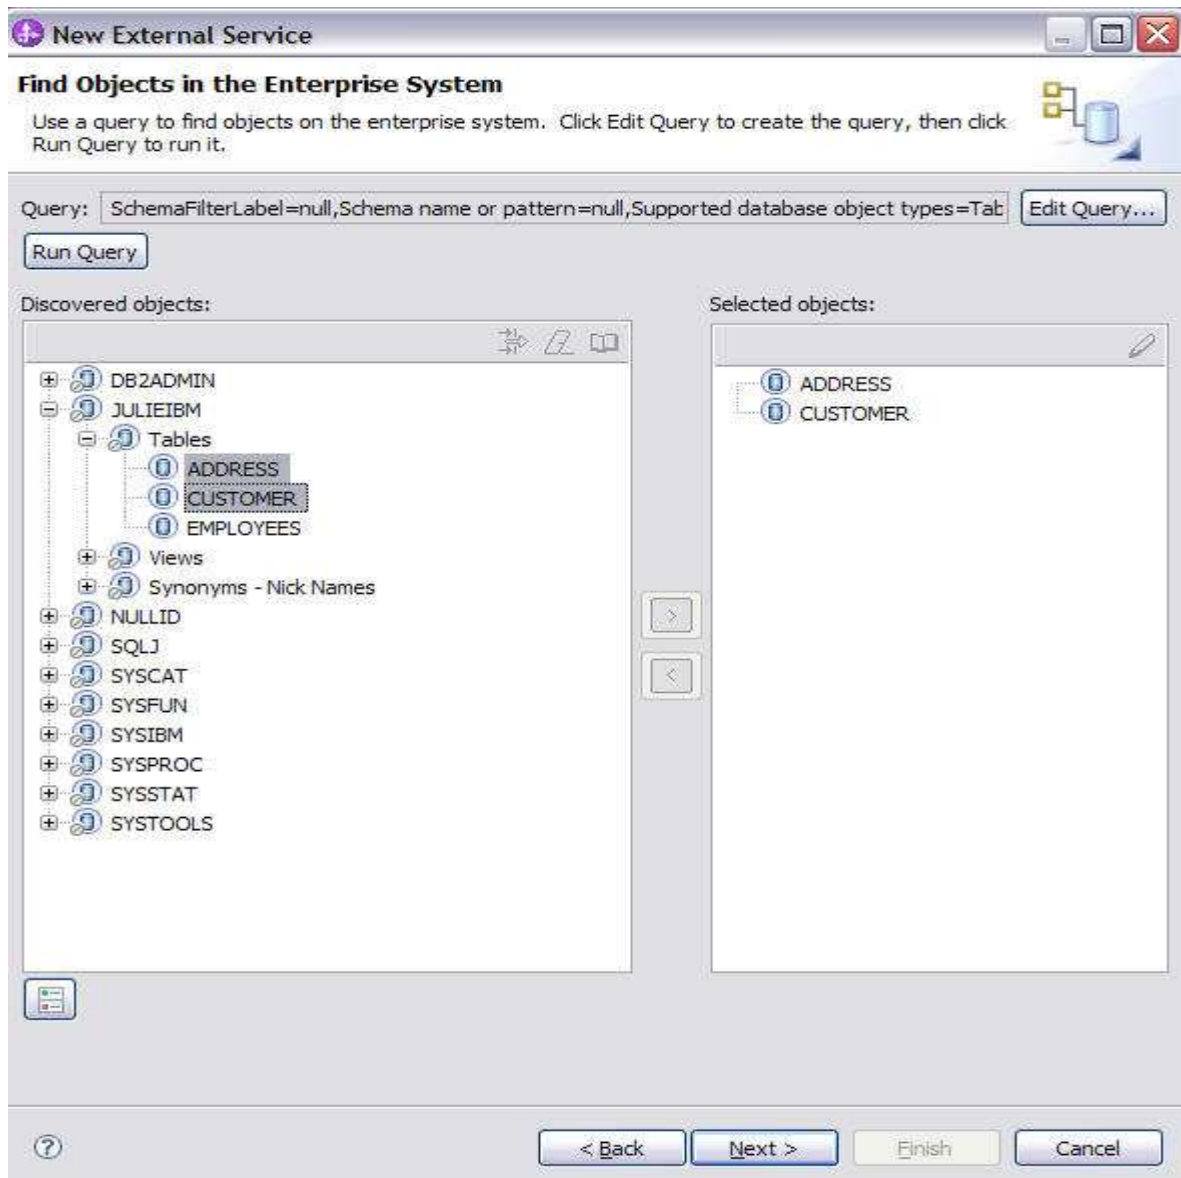 New External Service
Find Objects in the Enterprise System
Use a query to find objects on the enterprise system. Click Edit Query to create the query, then click
Run Query to run it.
Query: SchemaFilterLabel=null,Schema name or pattern=null,Supported database object types=Tab Edit Query...
Run Query
Discovered objects:
DB2ADMIN
JULIEIBM
Tables
ADDRESS
CUSTOMER
EMPLOYEES
Views
Synonyms - Nick Names
NULLID
SQLJ
SYSCAT
SYSFUN
SYSIBM
SYSPROC
SYSSTAT
SYSTOOLS
Selected objects:
ADDRESS
CUSTOMER
>
<
? < Back Next > Finish Cancel